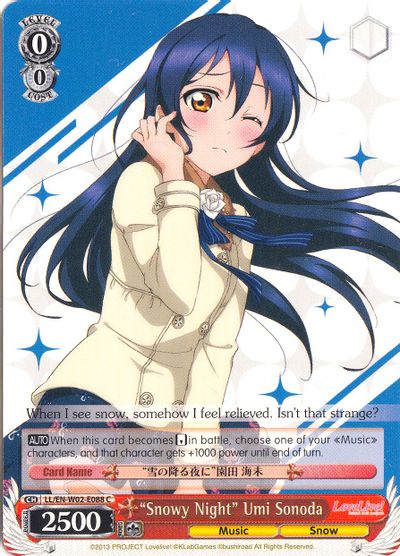 LEVEL
0
0
COST
When I see snow, somehow I feel relieved. Isn't that strange?
AUTO When this card becomes in battle, choose one of your «Music»
characters, and that character gets +1000 power until end of turn.
Card Name "雪の降る夜に"園田 海未
CH LL/EN-W02-E088 C
POWER 2500
"Snowy Night" Umi Sonoda
LoveLive!
Music Snow
©2013 PROJECT Lovelive! ©KLabGames ©bushiroad All Rights Reserved.